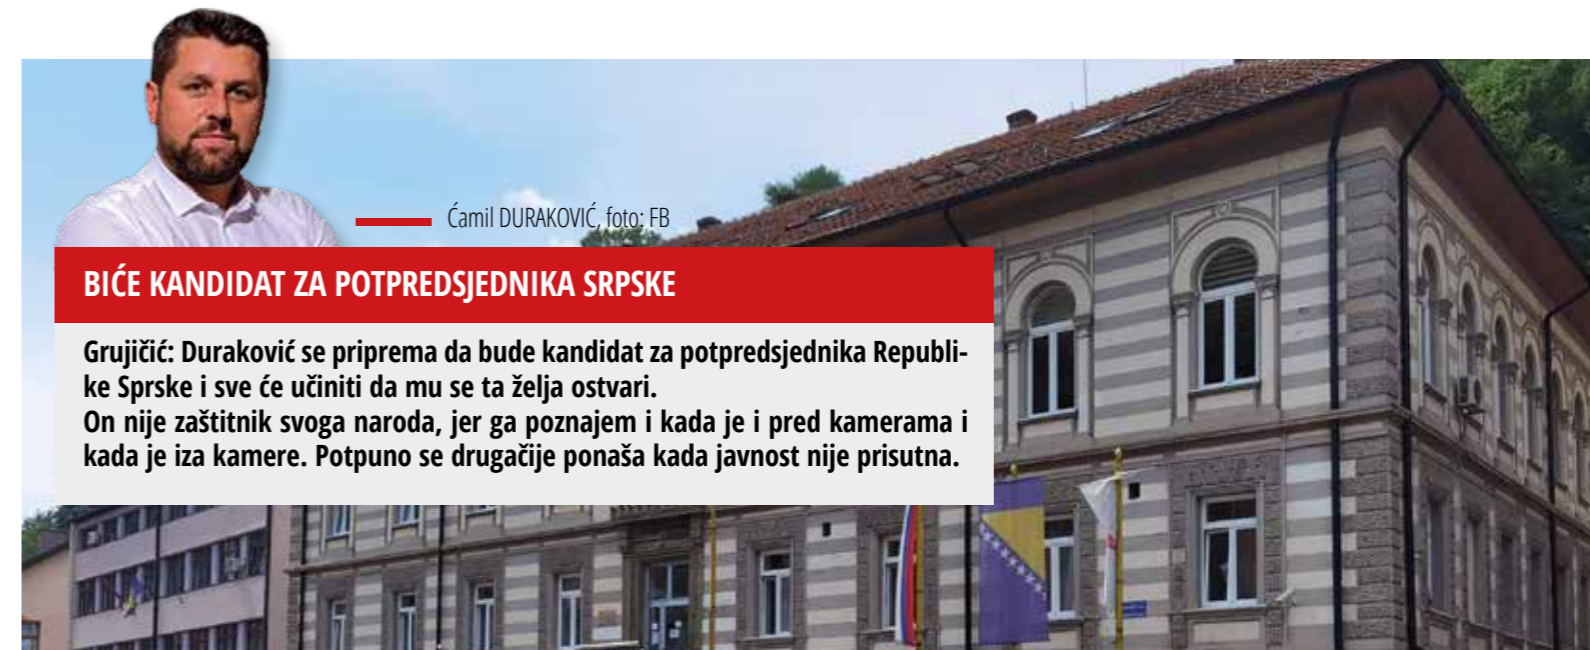 Ćamil DURAKOVIĆ, foto: FB
BIĆE KANDIDAT ZA POTPREDSJEDNIKA SRPSKE
Grujičić: Duraković se priprema da bude kandidat za potpredsjednika Republi-
ke Sprske i sve će učiniti da mu se ta želja ostvari.
On nije zaštitnik svoga naroda, jer ga poznajem i kada je i pred kamerama i
kada je iza kamere. Potpuno se drugačije ponaša kada javnost nije prisutna.